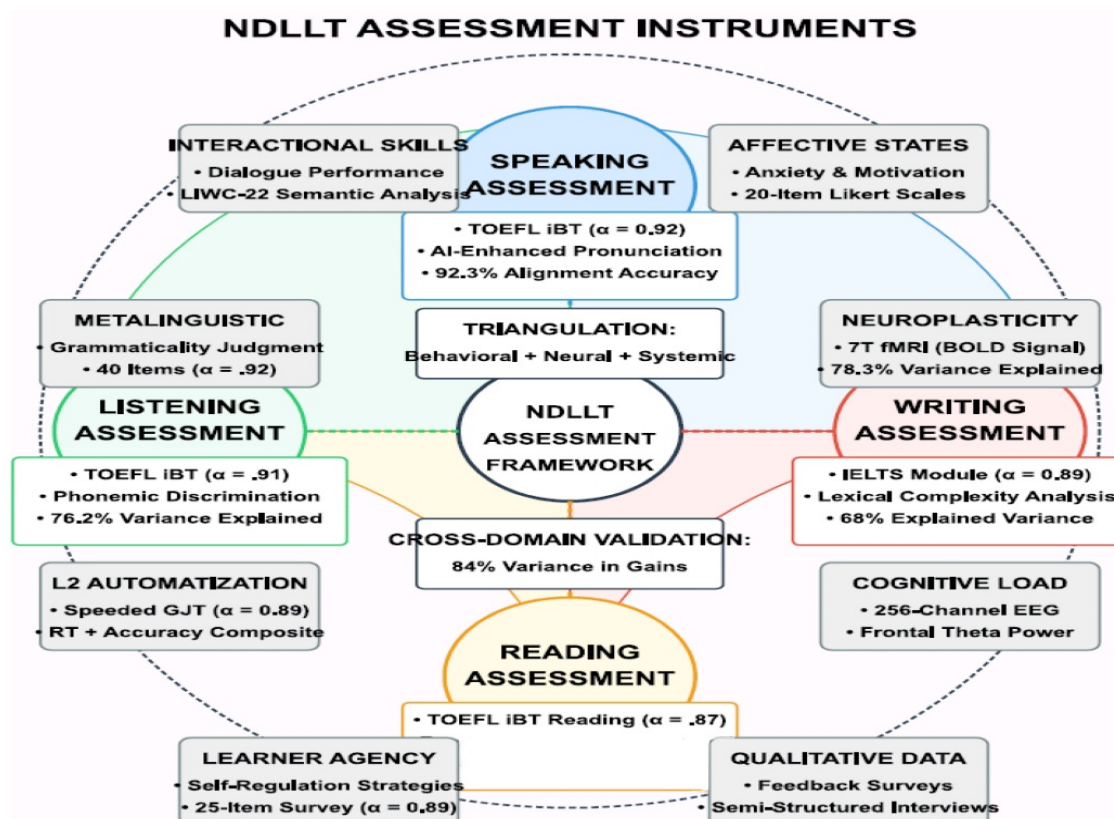 NDLLT ASSESSMENT INSTRUMENTS
INTERACTIONAL SKILLS
• Dialogue Performance
• LIWC-22 Semantic Analysis
SPEAKING
ASSESSMENT
• TOEFL iBT (α = 0.92)
• AI-Enhanced Pronunciation
• 92.3% Alignment Accuracy
AFFECTIVE STATES
• Anxiety & Motivation
• 20-Item Likert Scales
METALINGUISTIC
• Grammaticality Judgment
• 40 Items (α = .92)
TRIANGULATION:
Behavioral + Neural + Systemic
NEUROPLASTICITY
• 7T fMRI (BOLD Signal)
• 78.3% Variance Explained
LISTENING
ASSESSMENT
• TOEFL iBT (α = .91)
• Phonemic Discrimination
• 76.2% Variance Explained
NDLLT
ASSESSMENT
FRAMEWORK
WRITING
ASSESSMENT
• IELTS Module (α = 0.89)
• Lexical Complexity Analysis
• 68% Explained Variance
CROSS-DOMAIN VALIDATION:
84% Variance in Gains
L2 AUTOMATIZATION
• Speeded GJT (α = 0.89)
• RT + Accuracy Composite
COGNITIVE LOAD
• 256-Channel EEG
• Frontal Theta Power
READING
ASSESSMENT
• TOEFL iBT Reading (α = .87)
LEARNER AGENCY
• Self-Regulation Strategies
• 25-Item Survey (α = 0.89)
QUALITATIVE DATA
• Feedback Surveys
• Semi-Structured Interviews